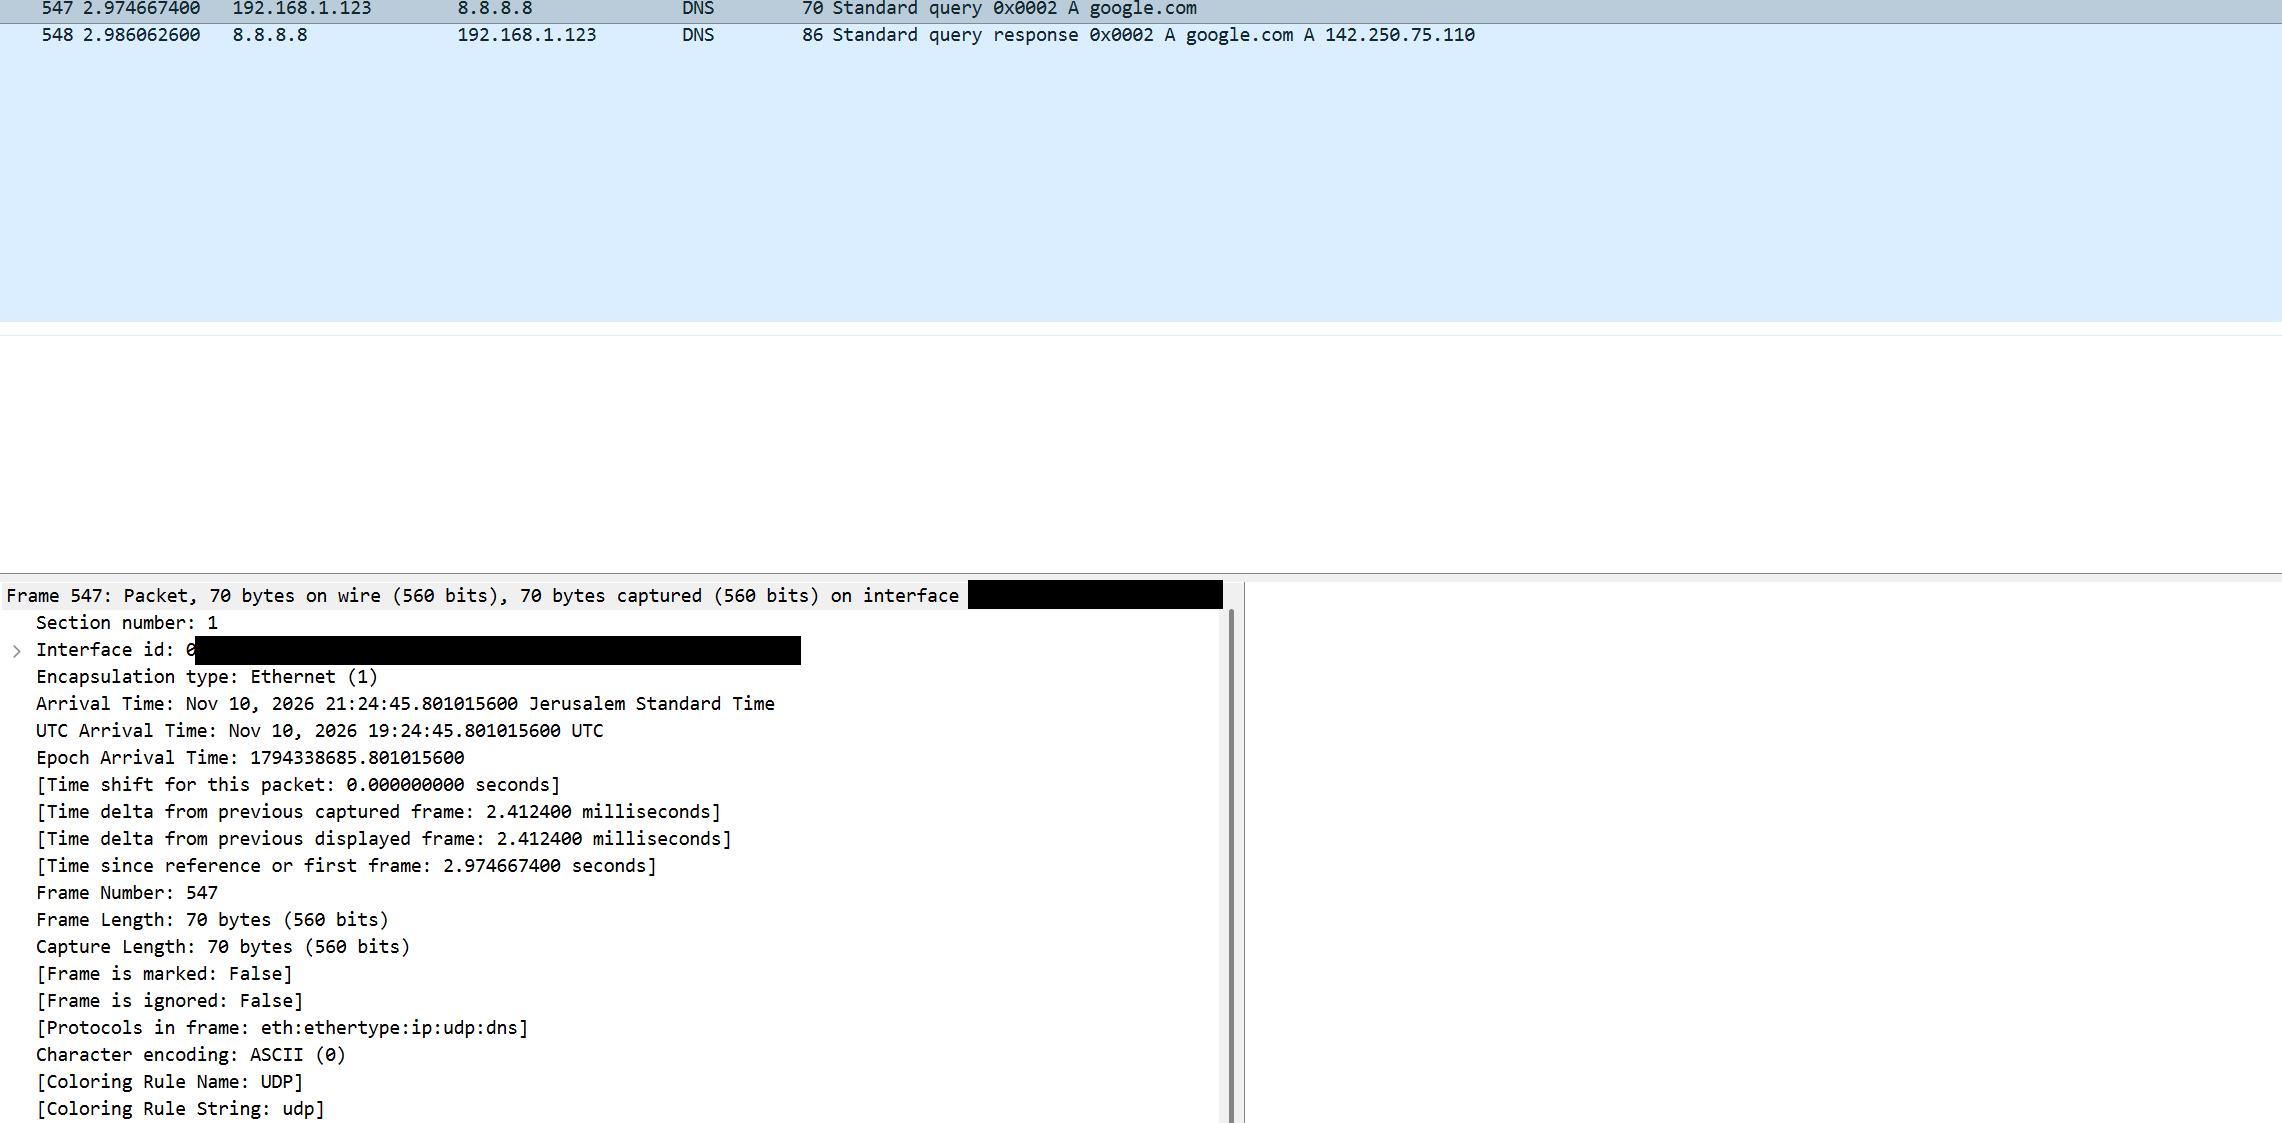 547 2.974667400 192.168.1.123 8.8.8.8 DNS 70 Standard query 0x0002 A google.com
548 2.986062600 8.8.8.8 192.168.1.123 DNS 86 Standard query response 0x0002 A google.com A 142.250.75.110
Frame 547: Packet, 70 bytes on wire (560 bits), 70 bytes captured (560 bits) on interface
Section number: 1
Interface id: 0
Encapsulation type: Ethernet (1)
Arrival Time: Nov 10, 2026 21:24:45.801015600 Jerusalem Standard Time
UTC Arrival Time: Nov 10, 2026 19:24:45.801015600 UTC
Epoch Arrival Time: 1794338685.801015600
[Time shift for this packet: 0.000000000 seconds]
[Time delta from previous captured frame: 2.412400 milliseconds]
[Time delta from previous displayed frame: 2.412400 milliseconds]
[Time since reference or first frame: 2.974667400 seconds]
Frame Number: 547
Frame Length: 70 bytes (560 bits)
Capture Length: 70 bytes (560 bits)
[Frame is marked: False]
[Frame is ignored: False]
[Protocols in frame: eth:ethertype:ip:udp:dns]
Character encoding: ASCII (0)
[Coloring Rule Name: UDP]
[Coloring Rule String: udp]